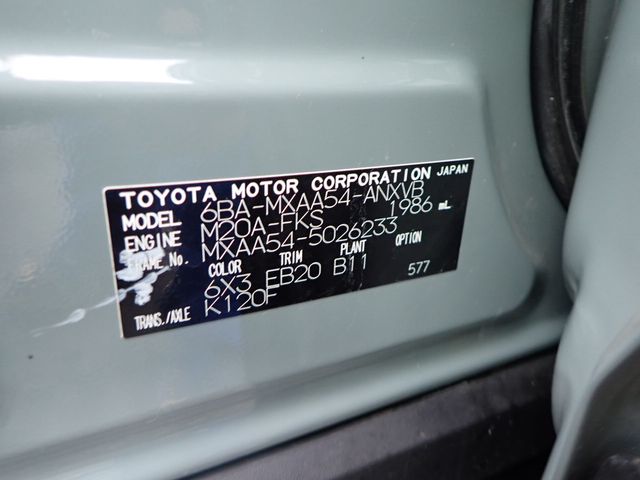 TOYOTA MOTOR CORPORATION JAPAN
MODEL 6BA-MXAA54-ANXVB
ENGINE M20A-FKS 1986 mL
FRAME No. MXAA54-5026233
COLOR TRIM PLANT OPTION
6X3 EB20 B11 577
TRANS./AXLE K120F